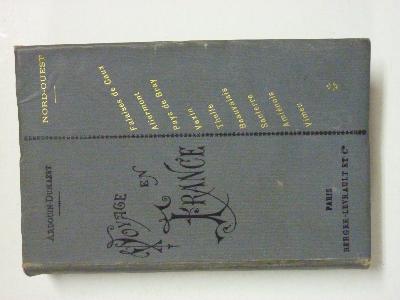 ARDOUIN-DUMAZET
VOYAGE EN
FRANCE
NORD-OUEST
Falaises de Caux
Aliermont
Pays de Bray
Vexin
Thelle
Beauvaisis
Santerre
Amiénois
Vimeu
PARIS
BERGER-LEVRAULT ET Cie